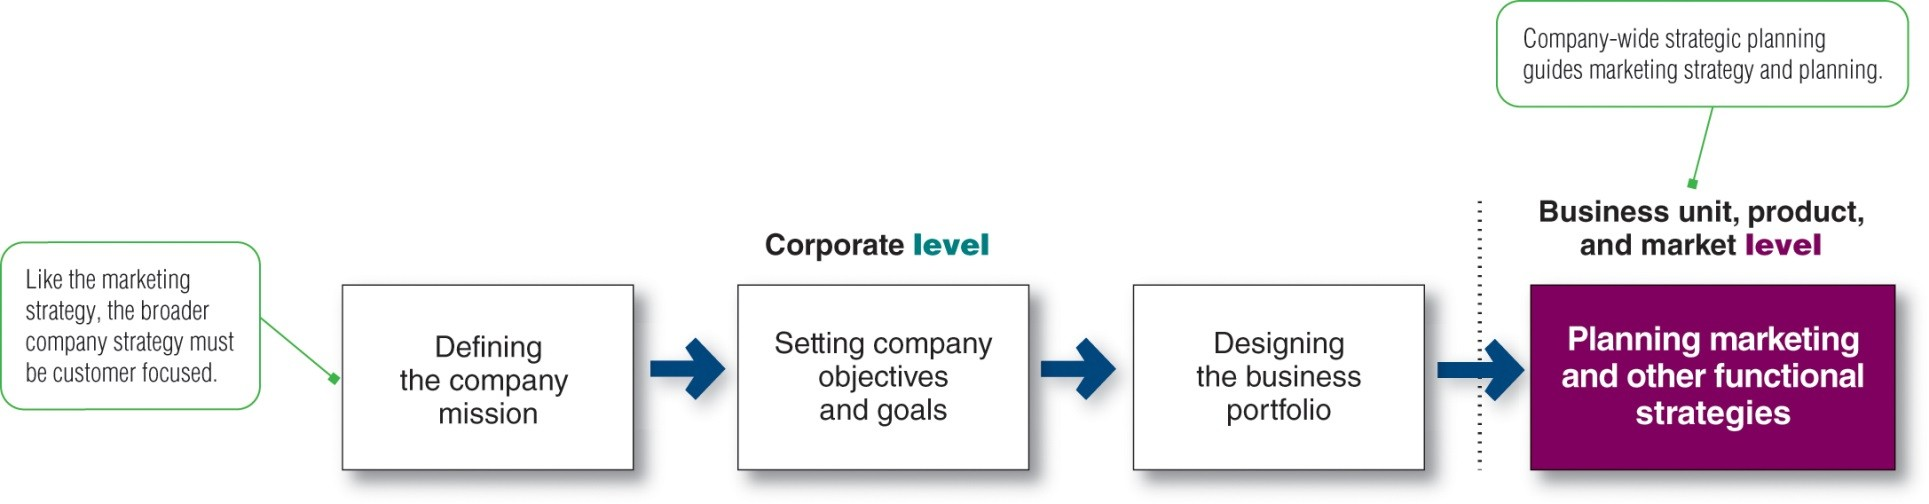 Company-wide strategic planning
guides marketing strategy and planning.
Business unit, product,
and market level
Corporate level
Like the marketing
strategy, the broader
company strategy must
be customer focused.
Defining
the company
mission
Setting company
objectives
and goals
Designing
the business
portfolio
Planning marketing
and other functional
strategies